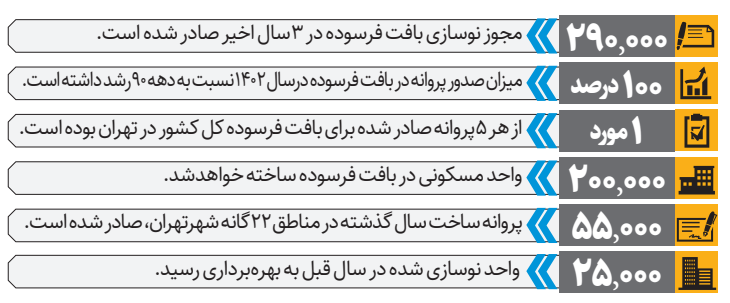 ۲۹۰,۰۰۰ مجوز نوسازی بافت فرسوده در ۳ سال اخیر صادر شده است.
۱۰۰ درصد میزان صدور پروانه در بافت فرسوده در سال ۱۴۰۲ نسبت به دهه ۹۰ رشد داشته است.
۱ مورد از هر ۵ پروانه صادر شده برای بافت فرسوده کل کشور در تهران بوده است.
۲۰۰,۰۰۰ واحد مسکونی در بافت فرسوده ساخته خواهد شد.
۵۵,۰۰۰ پروانه ساخت سال گذشته در مناطق ۲۲ گانه شهر تهران، صادر شده است.
۲۵,۰۰۰ واحد نوسازی شده در سال قبل به بهره‌برداری رسید.